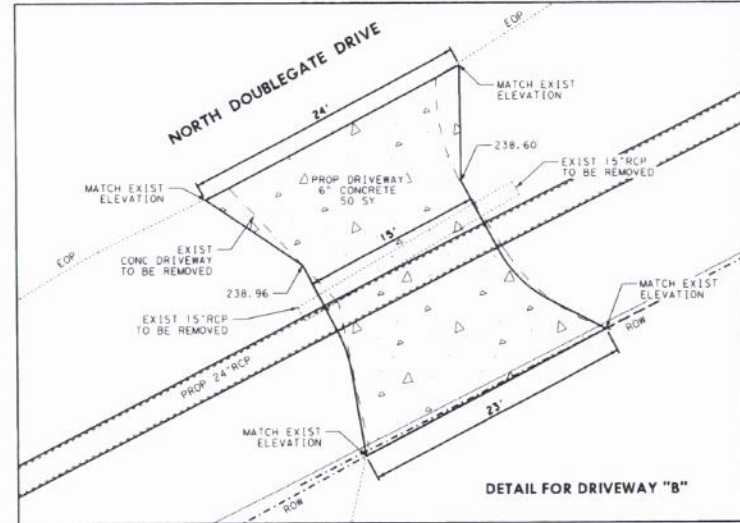 EOP
NORTH DOUBLEGATE DRIVE
24'
MATCH EXIST
ELEVATION
238.60
EXIST 15"RCP
TO BE REMOVED
PROP DRIVEWAY
6" CONCRETE
50 SY
MATCH EXIST
ELEVATION
EOP
EXIST
CONC DRIVEWAY
TO BE REMOVED
15'
238.96
EXIST 15"RCP
TO BE REMOVED
MATCH EXIST
ELEVATION
ROW
PROP 24"RCP
23'
MATCH EXIST
ELEVATION
ROW
DETAIL FOR DRIVEWAY "B"